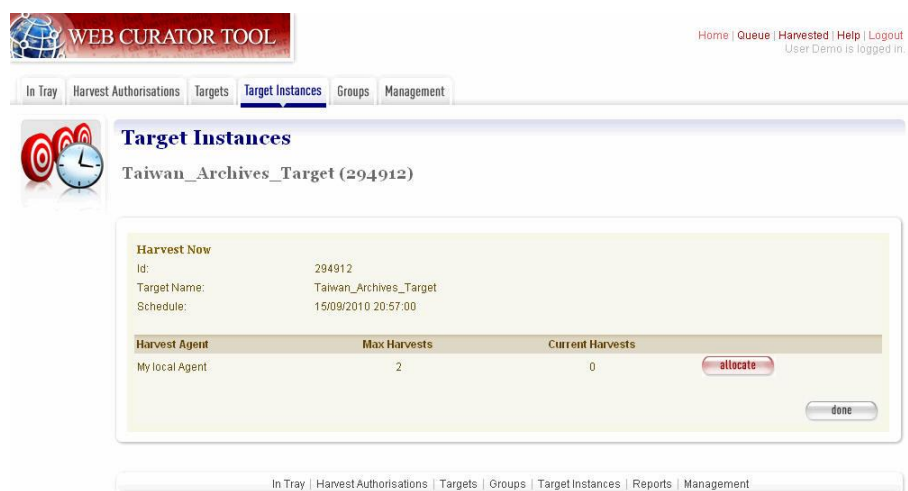 WEB CURATOR TOOL
Home | Queue | Harvested | Help | Logout
User Demo is logged in.
In Tray Harvest Authorisations Targets Target Instances Groups Management
Target Instances
Taiwan_Archives_Target (294912)
Harvest Now
Id: 294912
Target Name: Taiwan_Archives_Target
Schedule: 15/09/2010 20:57:00
Harvest Agent Max Harvests Current Harvests
My local Agent 2 0 allocate
done
In Tray | Harvest Authorisations | Targets | Groups | Target Instances | Reports | Management